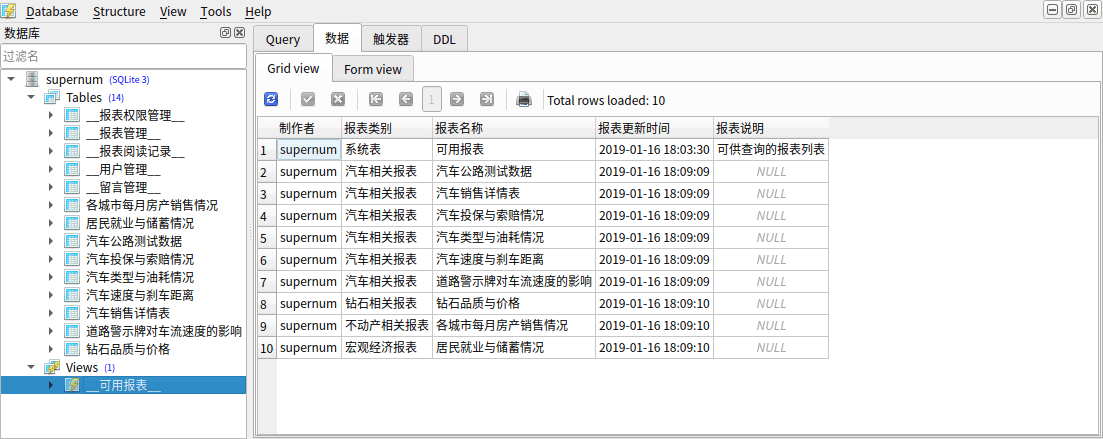 Database Structure View Tools Help
数据库
过滤名
supernum (SQLite 3)
Tables (14)
__报表权限管理__
__报表管理__
__报表阅读记录__
__用户管理__
__留言管理__
各城市每月房产销售情况
居民就业与储蓄情况
汽车公路测试数据
汽车投保与索赔情况
汽车类型与油耗情况
汽车速度与刹车距离
汽车销售详情表
道路警示牌对车流速度的影响
钻石品质与价格
Views (1)
__可用报表__
Query 数据 触发器 DDL
Grid view Form view
1 Total rows loaded: 10
制作者 报表类别 报表名称 报表更新时间 报表说明
1 supernum 系统表 可用报表 2019-01-16 18:03:30 可供查询的报表列表
2 supernum 汽车相关报表 汽车公路测试数据 2019-01-16 18:09:09 NULL
3 supernum 汽车相关报表 汽车销售详情表 2019-01-16 18:09:09 NULL
4 supernum 汽车相关报表 汽车投保与索赔情况 2019-01-16 18:09:09 NULL
5 supernum 汽车相关报表 汽车类型与油耗情况 2019-01-16 18:09:09 NULL
6 supernum 汽车相关报表 汽车速度与刹车距离 2019-01-16 18:09:09 NULL
7 supernum 汽车相关报表 道路警示牌对车流速度的影响 2019-01-16 18:09:09 NULL
8 supernum 钻石相关报表 钻石品质与价格 2019-01-16 18:09:10 NULL
9 supernum 不动产相关报表 各城市每月房产销售情况 2019-01-16 18:09:10 NULL
10 supernum 宏观经济报表 居民就业与储蓄情况 2019-01-16 18:09:10 NULL